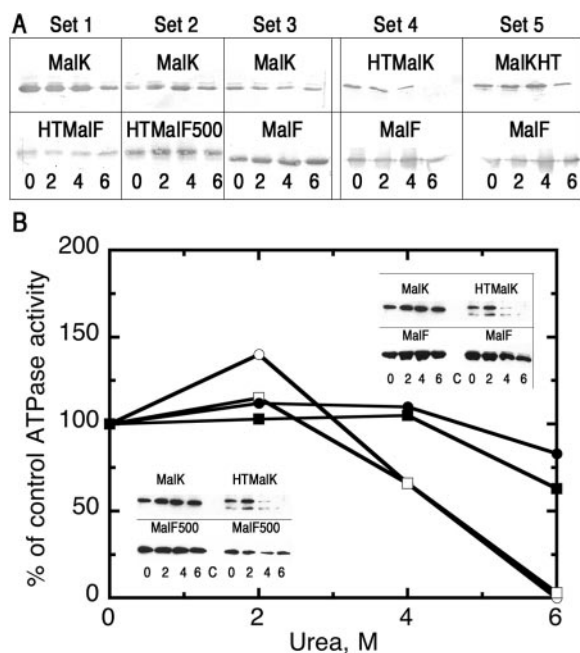 A Set 1 Set 2 Set 3 Set 4 Set 5
MalK MalK MalK HTMalK MalKHT
HTMalF HTMalF500 MalF MalF MalF
0 2 4 6 0 2 4 6 0 2 4 6 0 2 4 6 0 2 4 6
B
200
150
100
50
0
% of control ATPase activity
MalK HTMalK
MalF MalF
0 2 4 6 C 0 2 4 6
MalK HTMalK
MalF500 MalF500
0 2 4 6 C 0 2 4 6
0 2 4 6
Urea, M